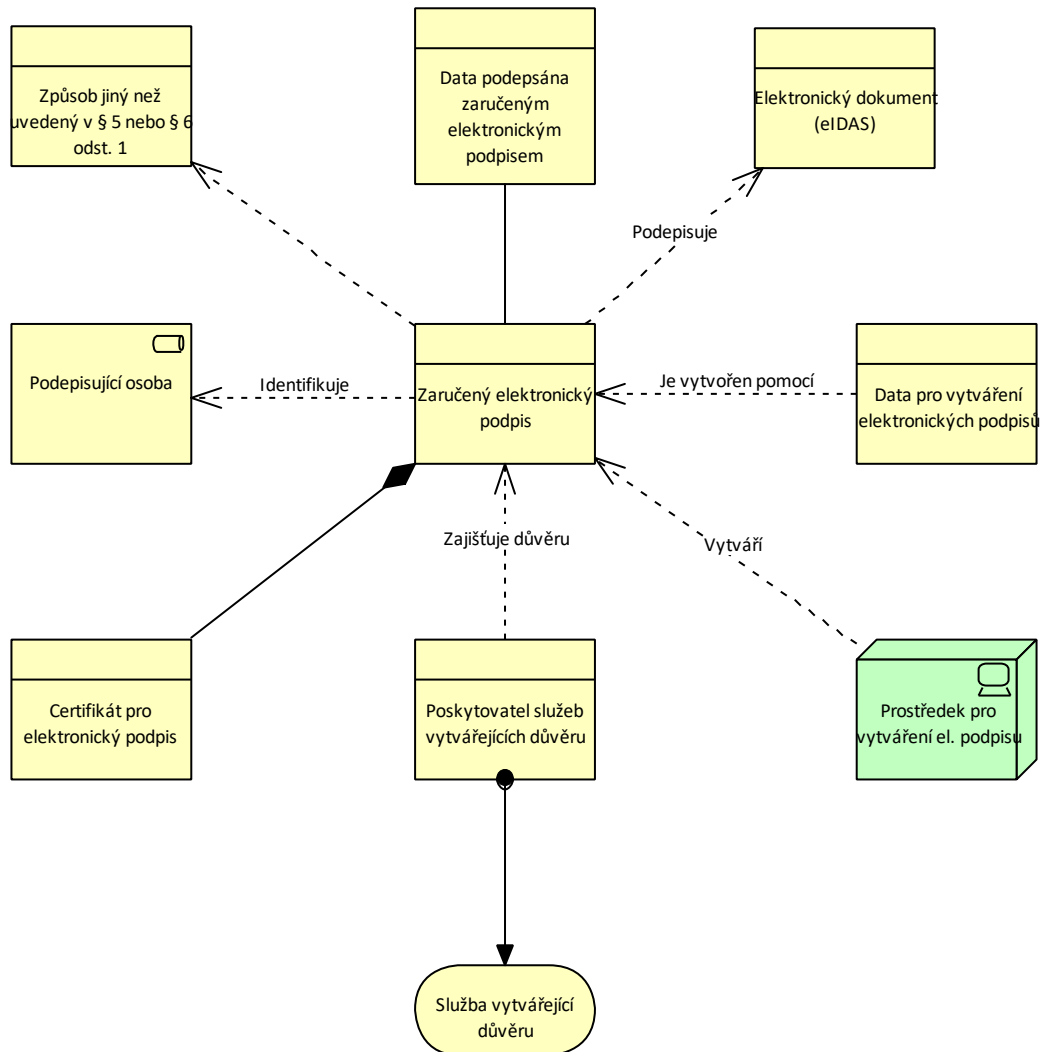 Způsob jiný než
uvedený v § 5 nebo § 6
odst. 1
Data podepsána
zaručeným
elektronickým
podpisem
Elektronický dokument
(eIDAS)
Podepisuje
Podepisující osoba
Identifikuje
Zaručený elektronický
podpis
Je vytvořen pomocí
Data pro vytváření
elektronických podpisů
Zajišťuje důvěru
Vytváří
Certifikát pro
elektronický podpis
Poskytovatel služeb
vytvářejících důvěru
Prostředek pro
vytváření el. podpisu
Služba vytvářející
důvěru